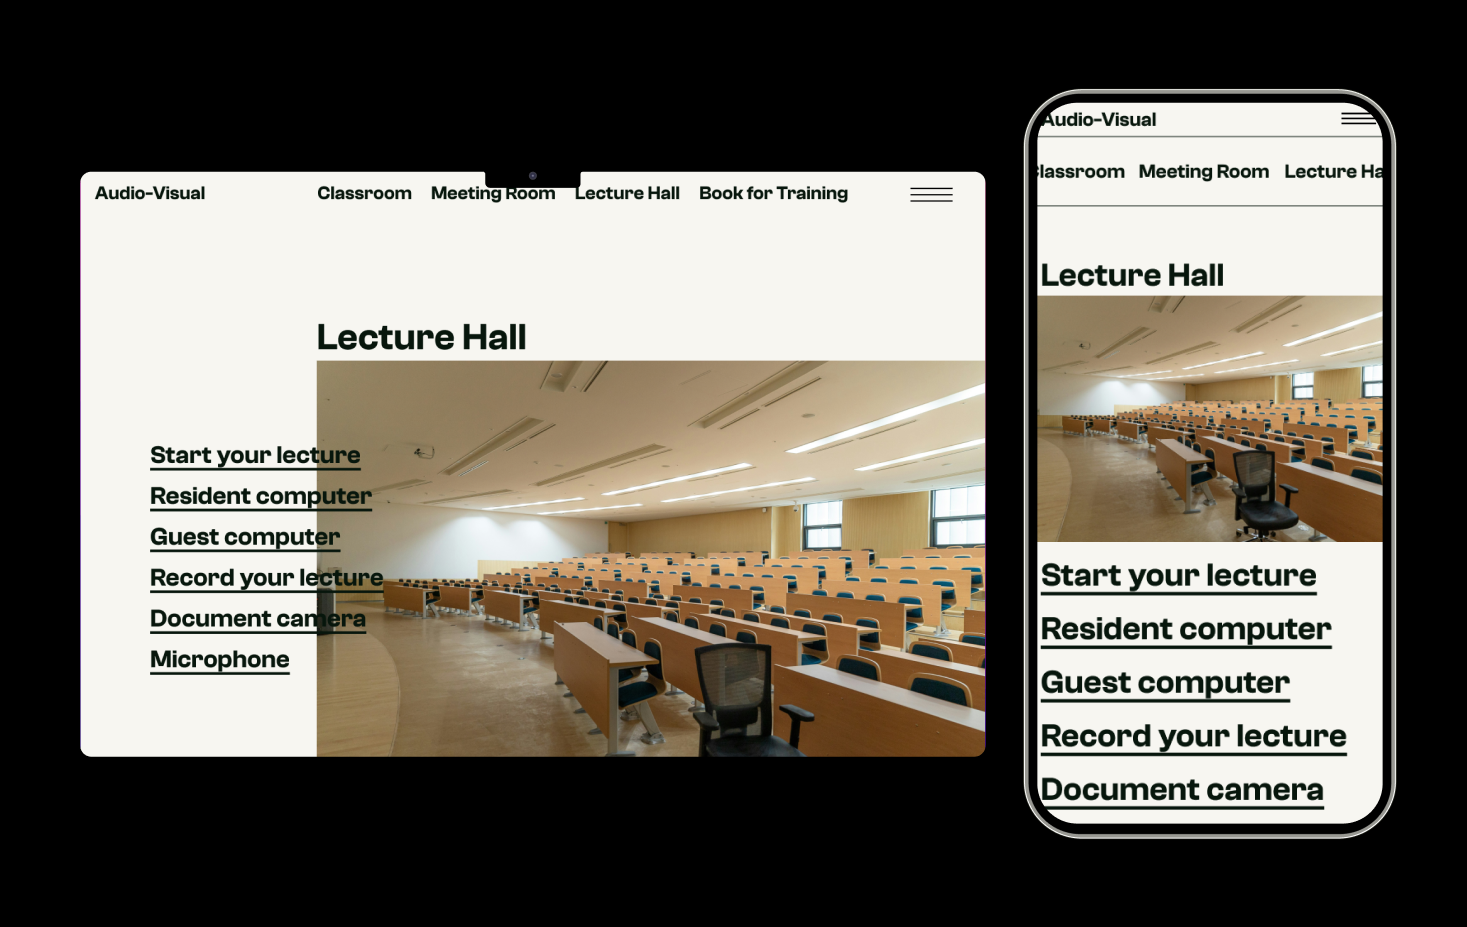 Audio-Visual
Classroom Meeting Room Lecture Hall Book for Training
Lecture Hall
Start your lecture
Resident computer
Guest computer
Record your lecture
Document camera
Microphone
Audio-Visual
Classroom Meeting Room Lecture Ha
Lecture Hall
Start your lecture
Resident computer
Guest computer
Record your lecture
Document camera